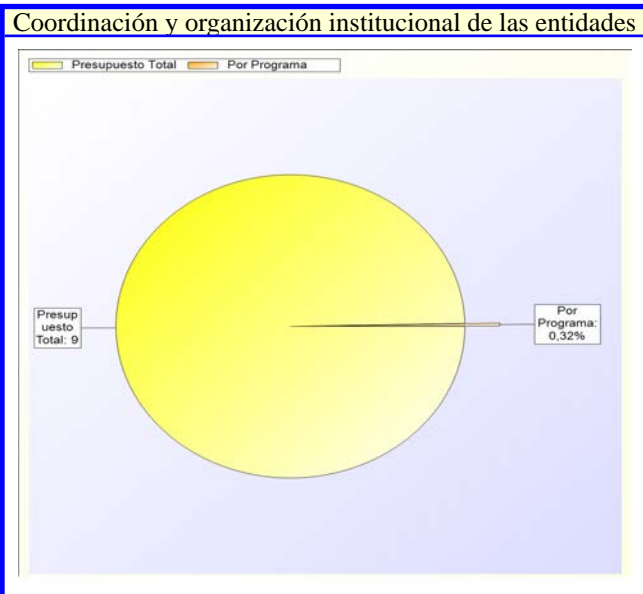 Coordinación y organización institucional de las entidades
Presupuesto Total
Por Programa
Presup
uesto
Total: 9
Por
Programa:
0,32%